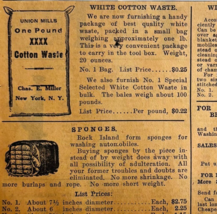 UNION MILLS
One Pound
XXXX
Cotton Waste
Chas. E. Miller
New York, N. Y.
WHITE COTTON WASTE.
We are now furnishing a handy
package of best quality white
waste, packed in a small bag
weighing approximately one lb.
This is a very convenient package
to carry in the tool box. Weight,
20 ounces.
No. 1 Bag. List Price $0.25
We also furnish No. 1 Special
Selected White Cotton Waste in
bulk. The bales weigh about 100
pounds.
List Price, per pound, $0.22
SPONGES.
Rock Island form sponges for
washing automobiles.
Buying sponges by the piece in-
stead of by weight does away with
all possibility of adulteration. All
your former troubles and doubts are
eliminated. No more shrinkage, no
more burlaps and rope. No more short weight.
List Prices
No. 1. About 7½ inches diameter Each, $2.75
No. 2. About 6 inches diameter Each, 2.25